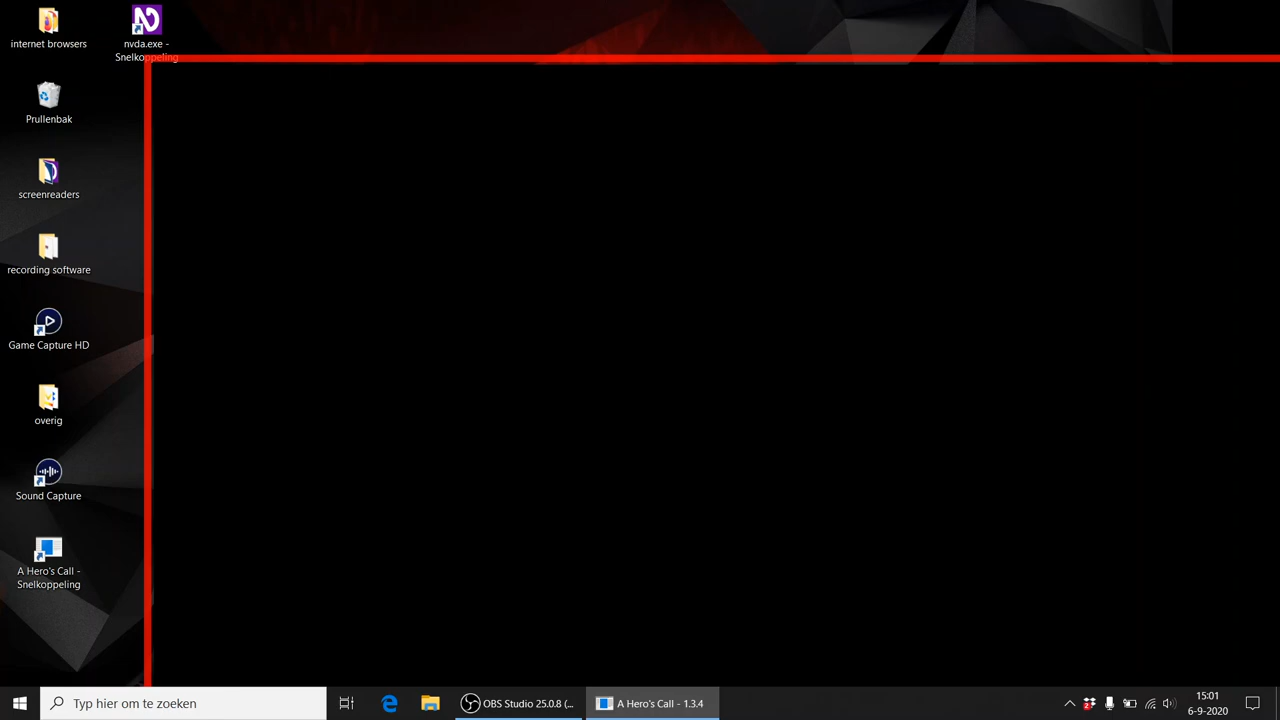 internet browsers
nvda.exe -
Snelkoppeling
Prullenbak
screenreaders
recording software
Game Capture HD
overig
Sound Capture
A Hero's Call -
Snelkoppeling
Typ hier om te zoeken
OBS Studio 25.0.8 (...
A Hero's Call - 1.3.4
2
15:01
6-9-2020